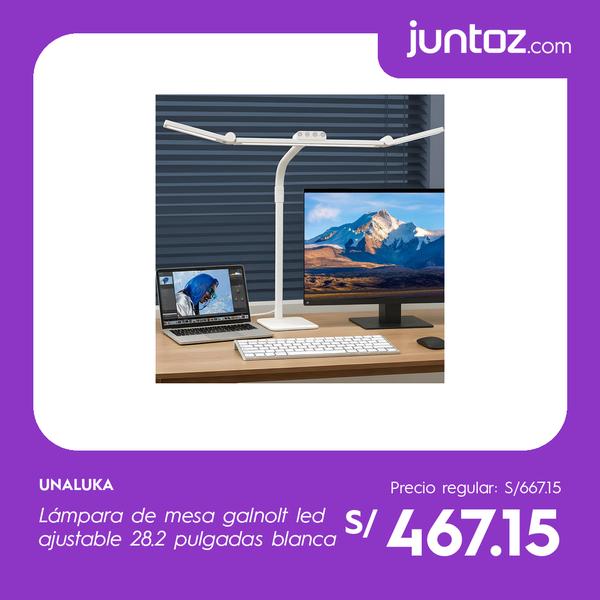 juntoz.com
UNALUKA
Lámpara de mesa galnolt led
ajustable 28.2 pulgadas blanca
Precio regular: S/667.15
S/ 467.15